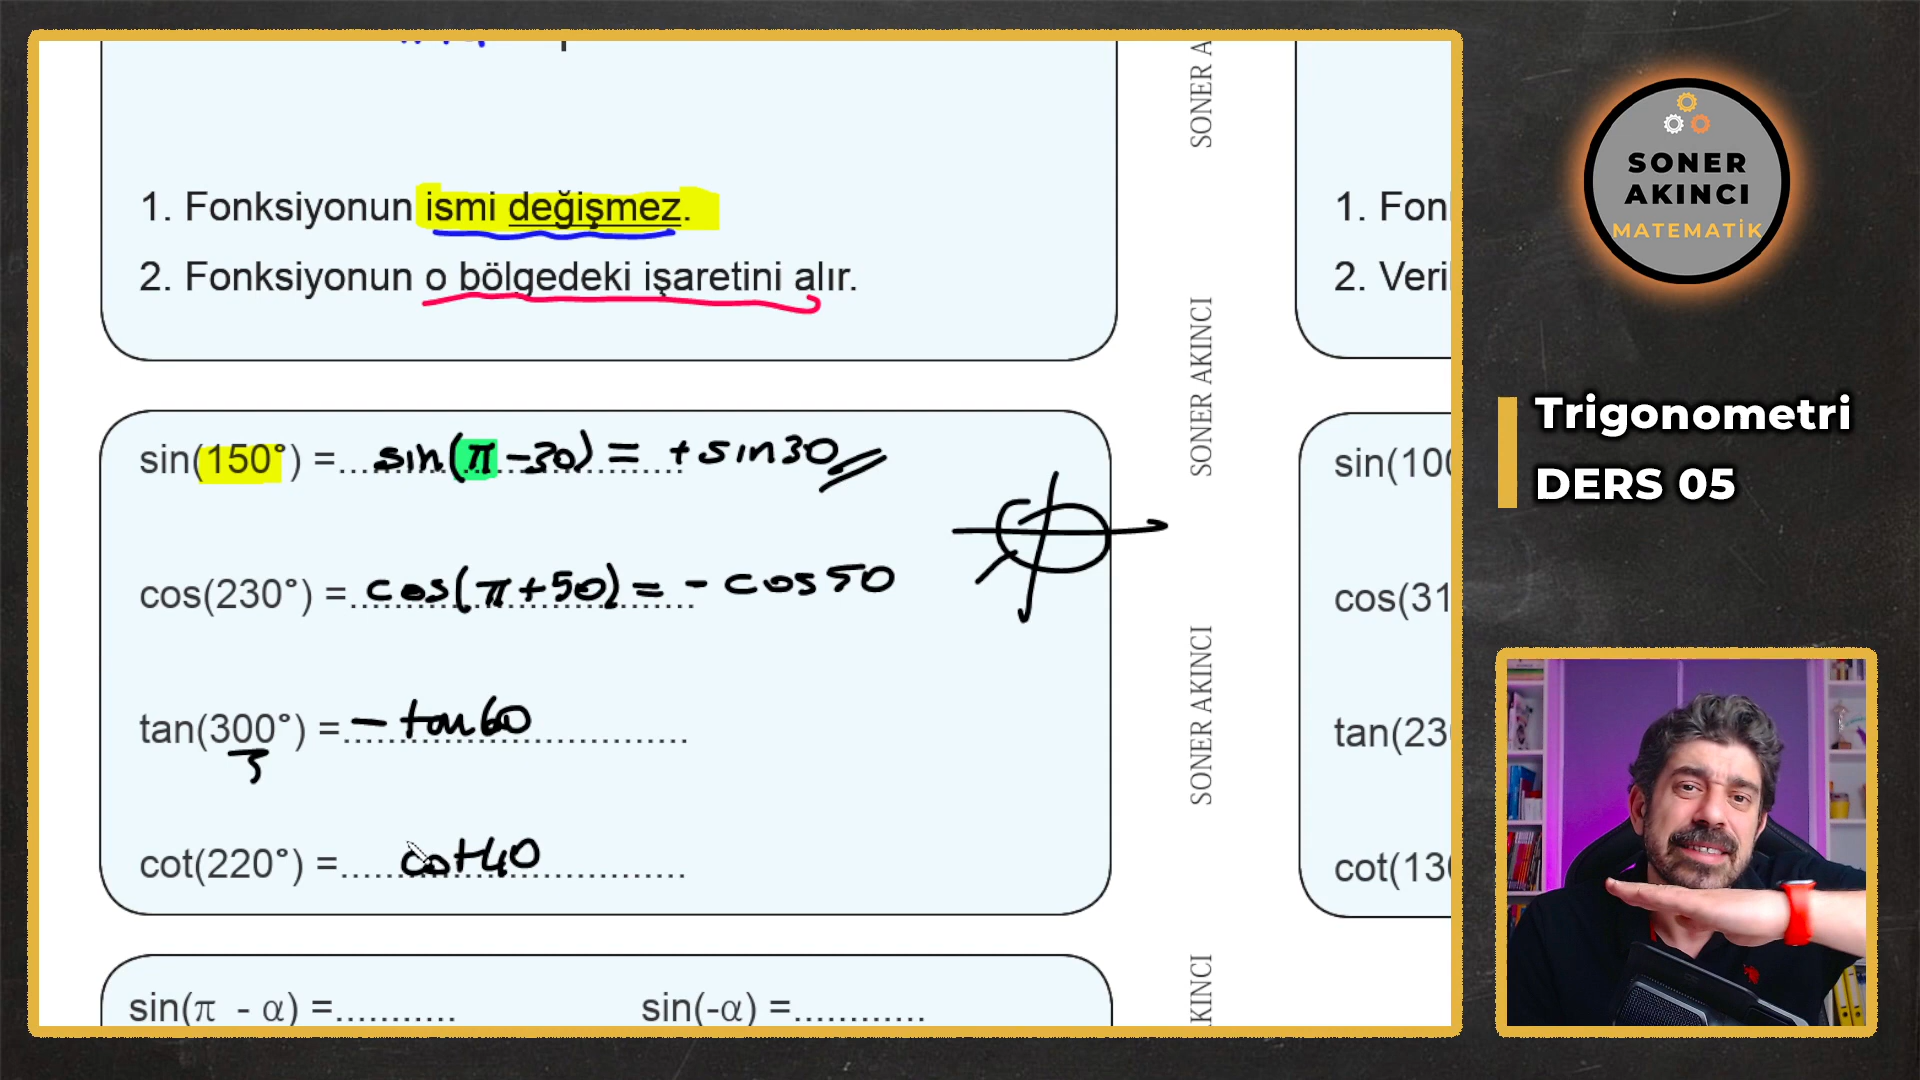 1. Fonksiyonun ismi değişmez.
2. Fonksiyonun o bölgedeki işaretini alır.
sin(150°) =.... sin(π-30) = +sin30
cos(230°) =.... cos(π+50) = - cos50
tan(300°) = - tan60
cot(220°) =..... cot40
sin(π - α) =...........
sin(-α) =............
SONER A
SONER AKINCI
SONER AKINCI
KINCI
1. Fon
2. Veri
sin(100
cos(31
tan(23
cot(130
SONER
AKINCI
MATEMATİK
Trigonometri
DERS 05